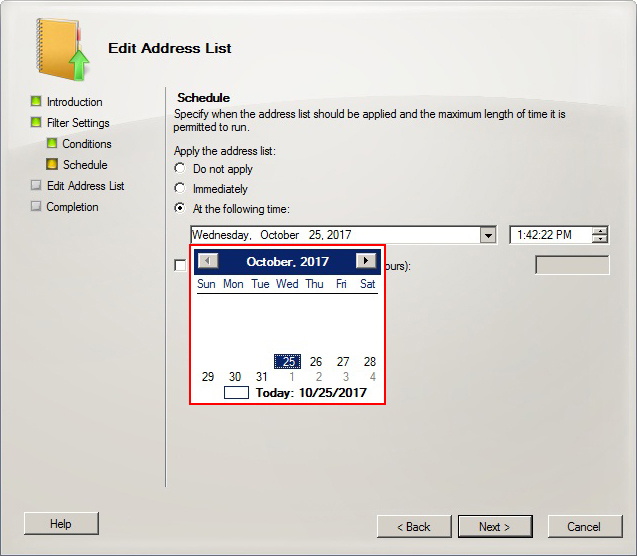 Edit Address List
Introduction
Filter Settings
Conditions
Schedule
Edit Address List
Completion
Schedule
Specify when the address list should be applied and the maximum length of time it is
permitted to run.
Apply the address list:
Do not apply
Immediately
At the following time:
Wednesday, October 25, 2017
1:42:22 PM
ours):
October, 2017
Sun Mon Tue Wed Thu Fri Sat
25 26 27 28
29 30 31 1 2 3 4
Today: 10/25/2017
Help
< Back
Next >
Cancel